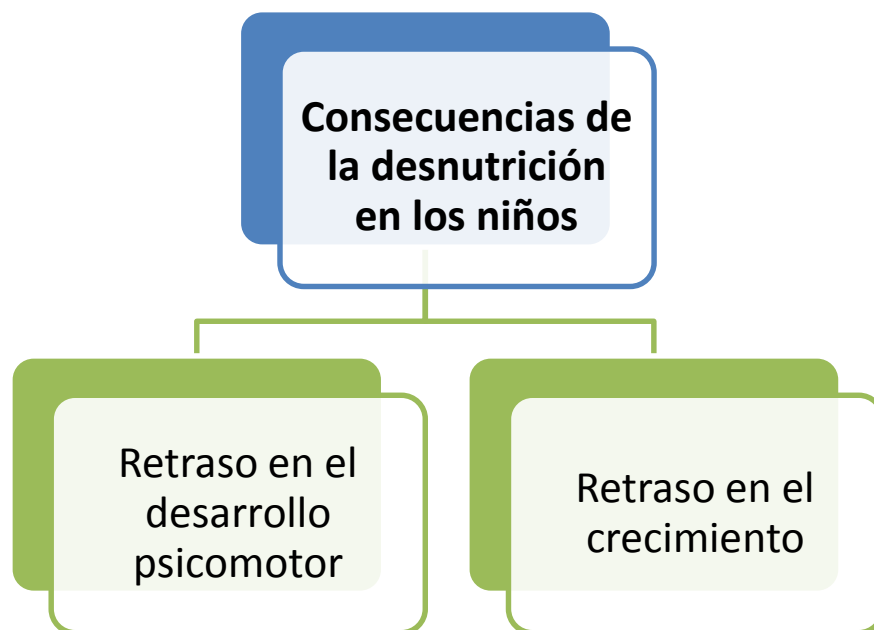 Consecuencias de
la desnutrición
en los niños
Retraso en el
desarrollo
psicomotor
Retraso en el
crecimiento